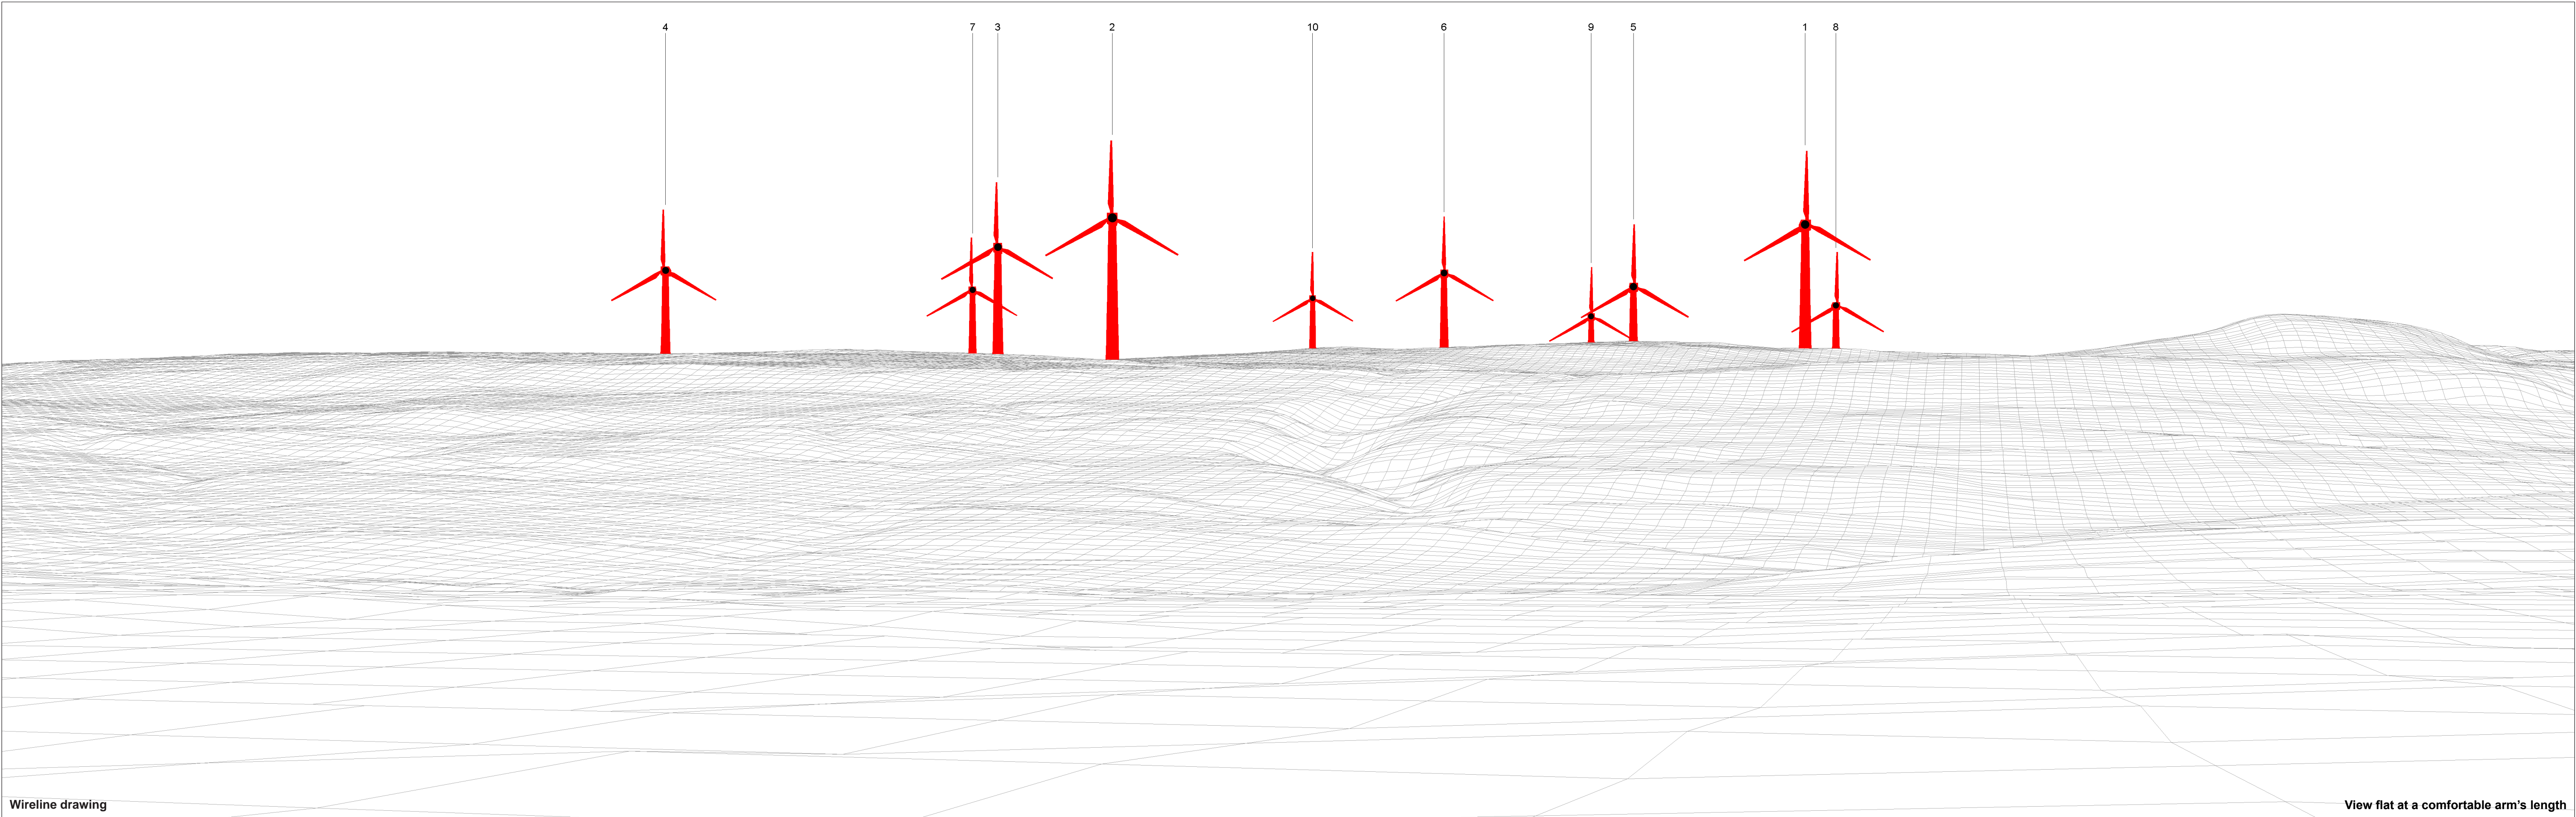 4 7 3 2 10 6 9 5 1 8
Wireline drawing
View flat at a comfortable arm's length